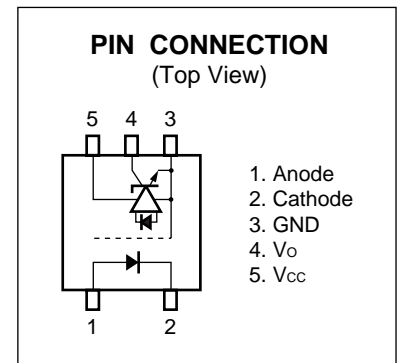 PIN CONNECTION
(Top View)
5 4 3
1. Anode
2. Cathode
3. GND
4. Vo
5. Vcc
1 2